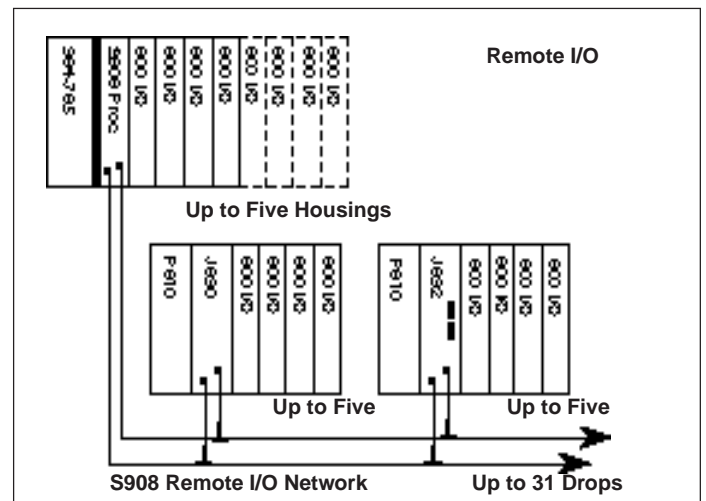 Remote I/O
984-785
S908 Proc
800 I/O
800 I/O
800 I/O
800 I/O
800 I/O
800 I/O
800 I/O
800 I/O
Up to Five Housings
P810
J890
800 I/O
800 I/O
800 I/O
800 I/O
P810
J892
800 I/O
800 I/O
800 I/O
800 I/O
Up to Five
Up to Five
S908 Remote I/O Network
Up to 31 Drops